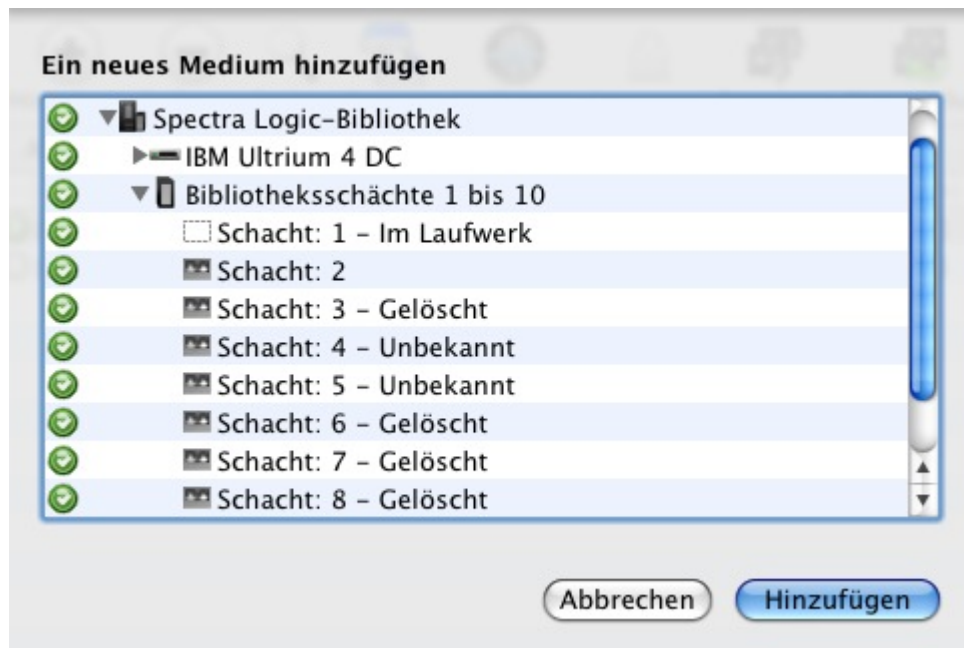 Ein neues Medium hinzufügen
Spectra Logic-Bibliothek
IBM Ultrium 4 DC
Bibliotheksschächte 1 bis 10
Schacht: 1 – Im Laufwerk
Schacht: 2
Schacht: 3 – Gelöscht
Schacht: 4 – Unbekannt
Schacht: 5 – Unbekannt
Schacht: 6 – Gelöscht
Schacht: 7 – Gelöscht
Schacht: 8 – Gelöscht
Abbrechen
Hinzufügen